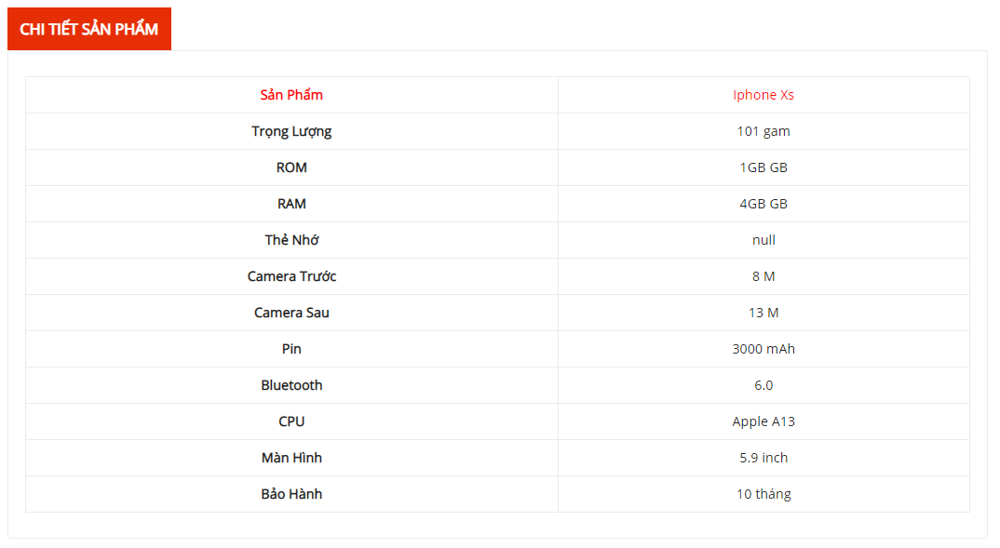 CHI TIẾT SẢN PHẨM
Sản Phẩm Iphone Xs
Trọng Lượng 101 gam
ROM 1GB GB
RAM 4GB GB
Thẻ Nhớ null
Camera Trước 8 M
Camera Sau 13 M
Pin 3000 mAh
Bluetooth 6.0
CPU Apple A13
Màn Hình 5.9 inch
Bảo Hành 10 tháng